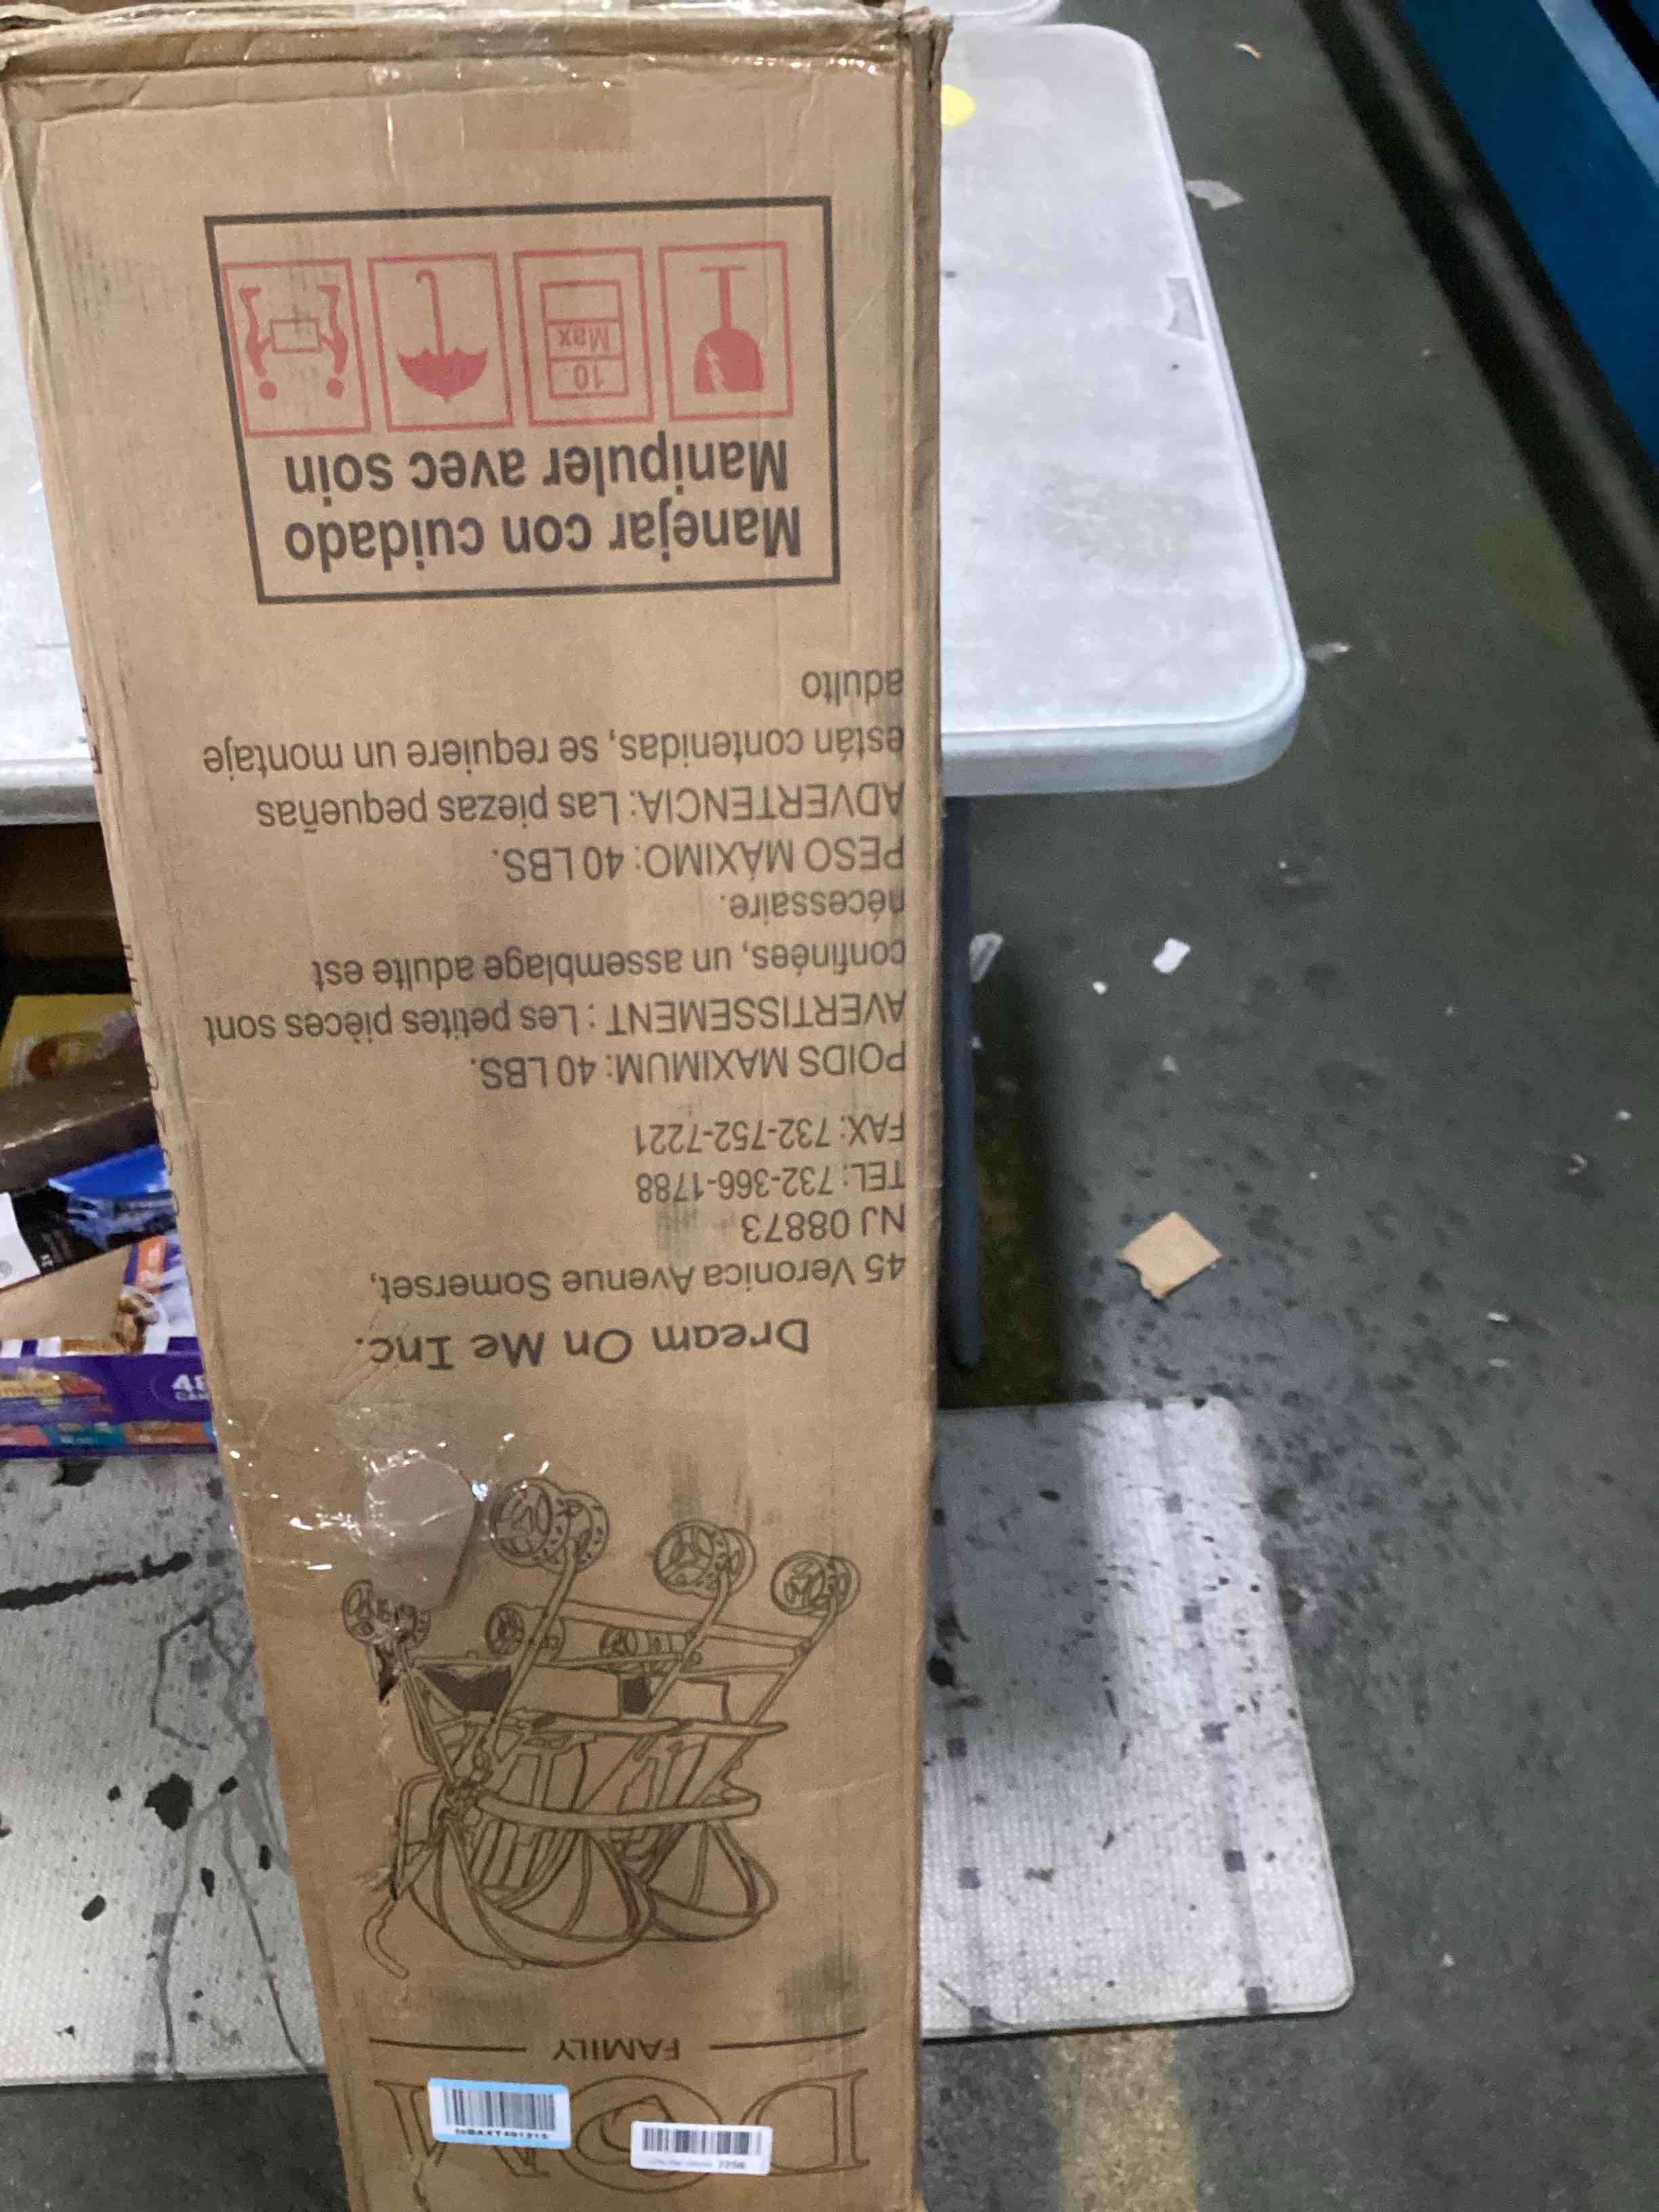 DOM
FAMILY
Dream On Me Inc.
45 Veronica Avenue Somerset,
NJ 08873
TEL: 732-366-1788
FAX: 732-752-7221
POIDS MAXIMUM: 40 LBS.
AVERTISSEMENT : Les petites pièces sont
confinées, un assemblage adulte est
nécessaire.
PESO MÁXIMO: 40 LBS.
ADVERTENCIA: Las piezas pequeñas
están contenidas, se requiere un montaje
adulto
Manejar con cuidado
Manipuler avec soin
10
Max